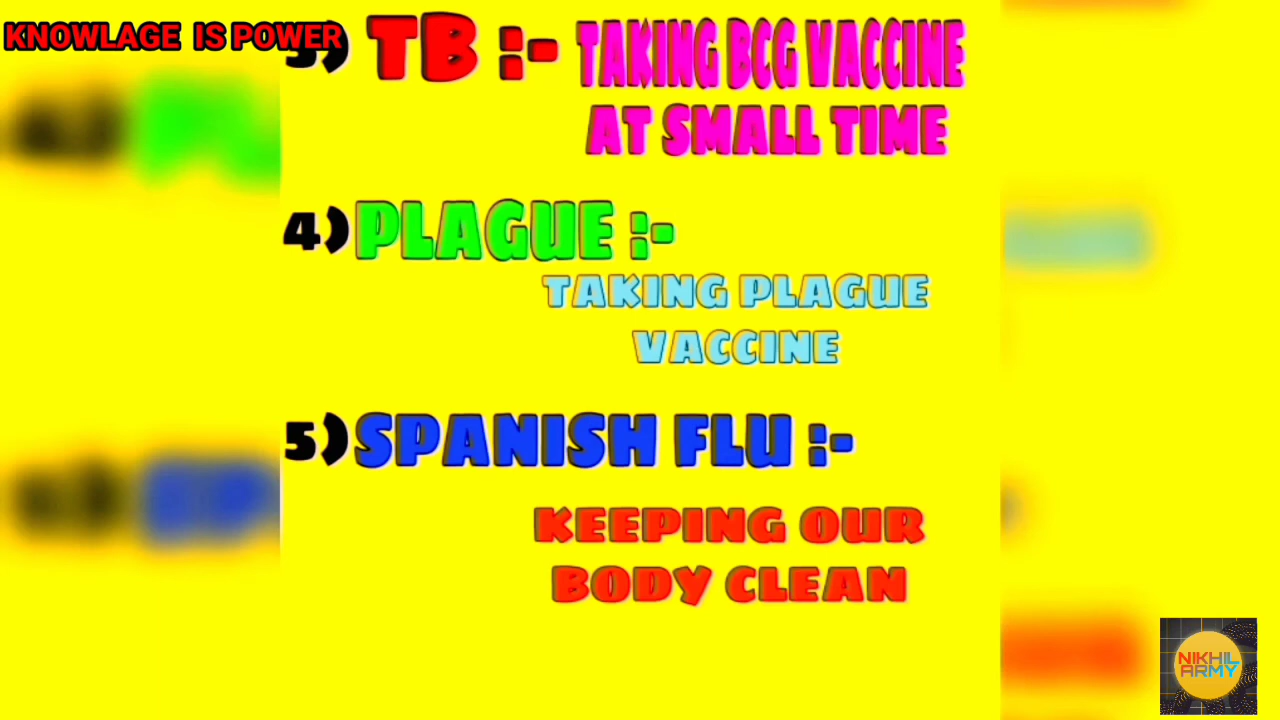 KNOWLAGE IS POWER
3) TB :- TAKING BCG VACCINE
AT SMALL TIME
4) PLAGUE :-
TAKING PLAGUE
VACCINE
5) SPANISH FLU :-
KEEPING OUR
BODY CLEAN
NIKHIL
ARMY